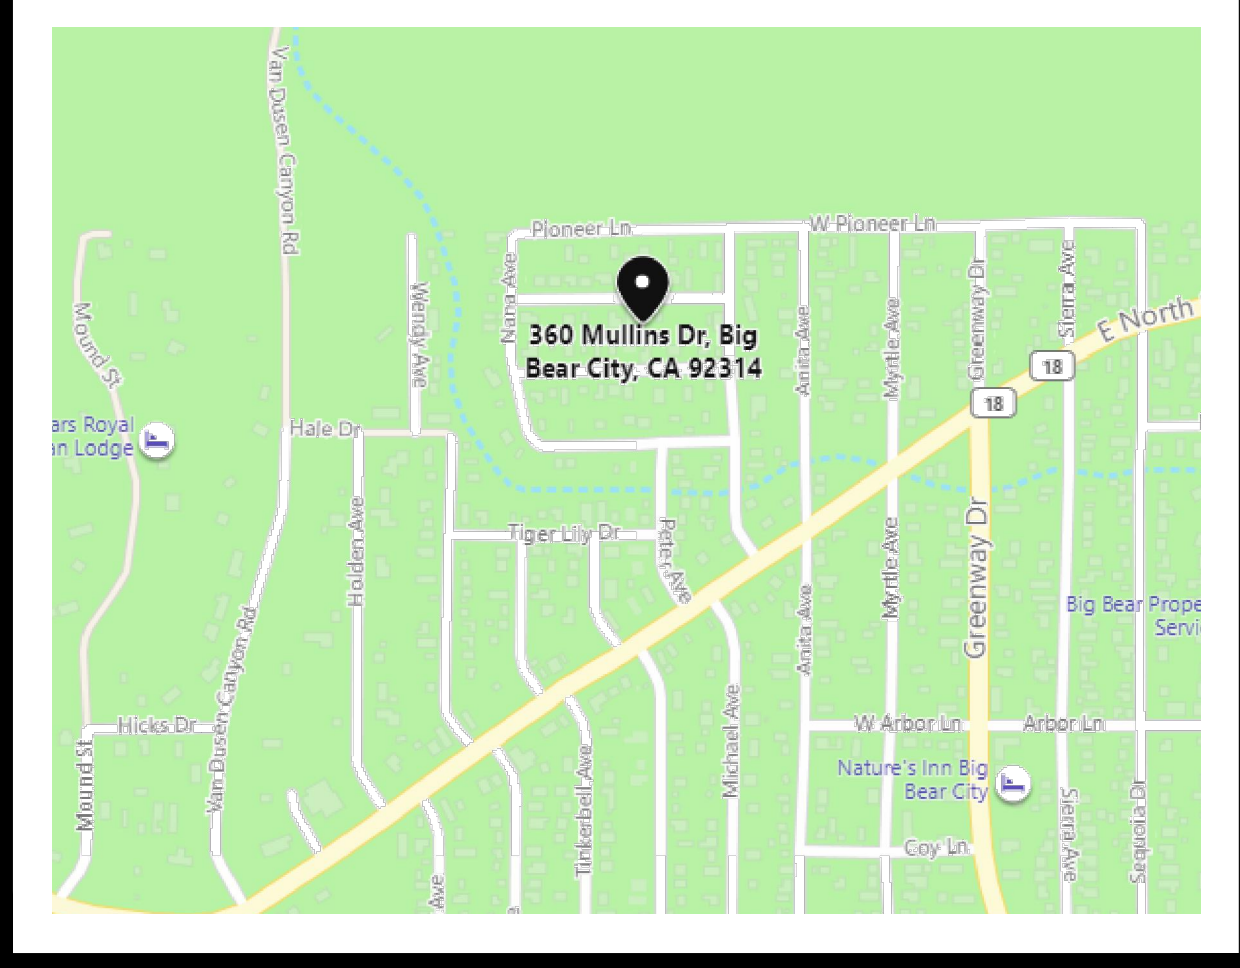 Van Dusen Canyon Rd
Pioneer Ln
W Pioneer Ln
Nana Ave
Wendy Ave
Mound St
360 Mullins Dr, Big
Bear City, CA 92314
Anita Ave
Myrtle Ave
Greenway Dr
Sierra Ave
E North
18
18
ars Royal
an Lodge
Hale Dr
Holden Ave
Tiger Lily Dr
Peter Ave
Myrtle Ave
Greenway Dr
Anita Ave
Big Bear Prope
Servi
Van Dusen Canyon Rd
Hicks Dr
Mound St
Michael Ave
Tinkerbell Ave
W Arbor Ln
Arbor Ln
Nature's Inn Big
Bear City
Coy Ln
Sierra Ave
Sequoia Dr
Ave